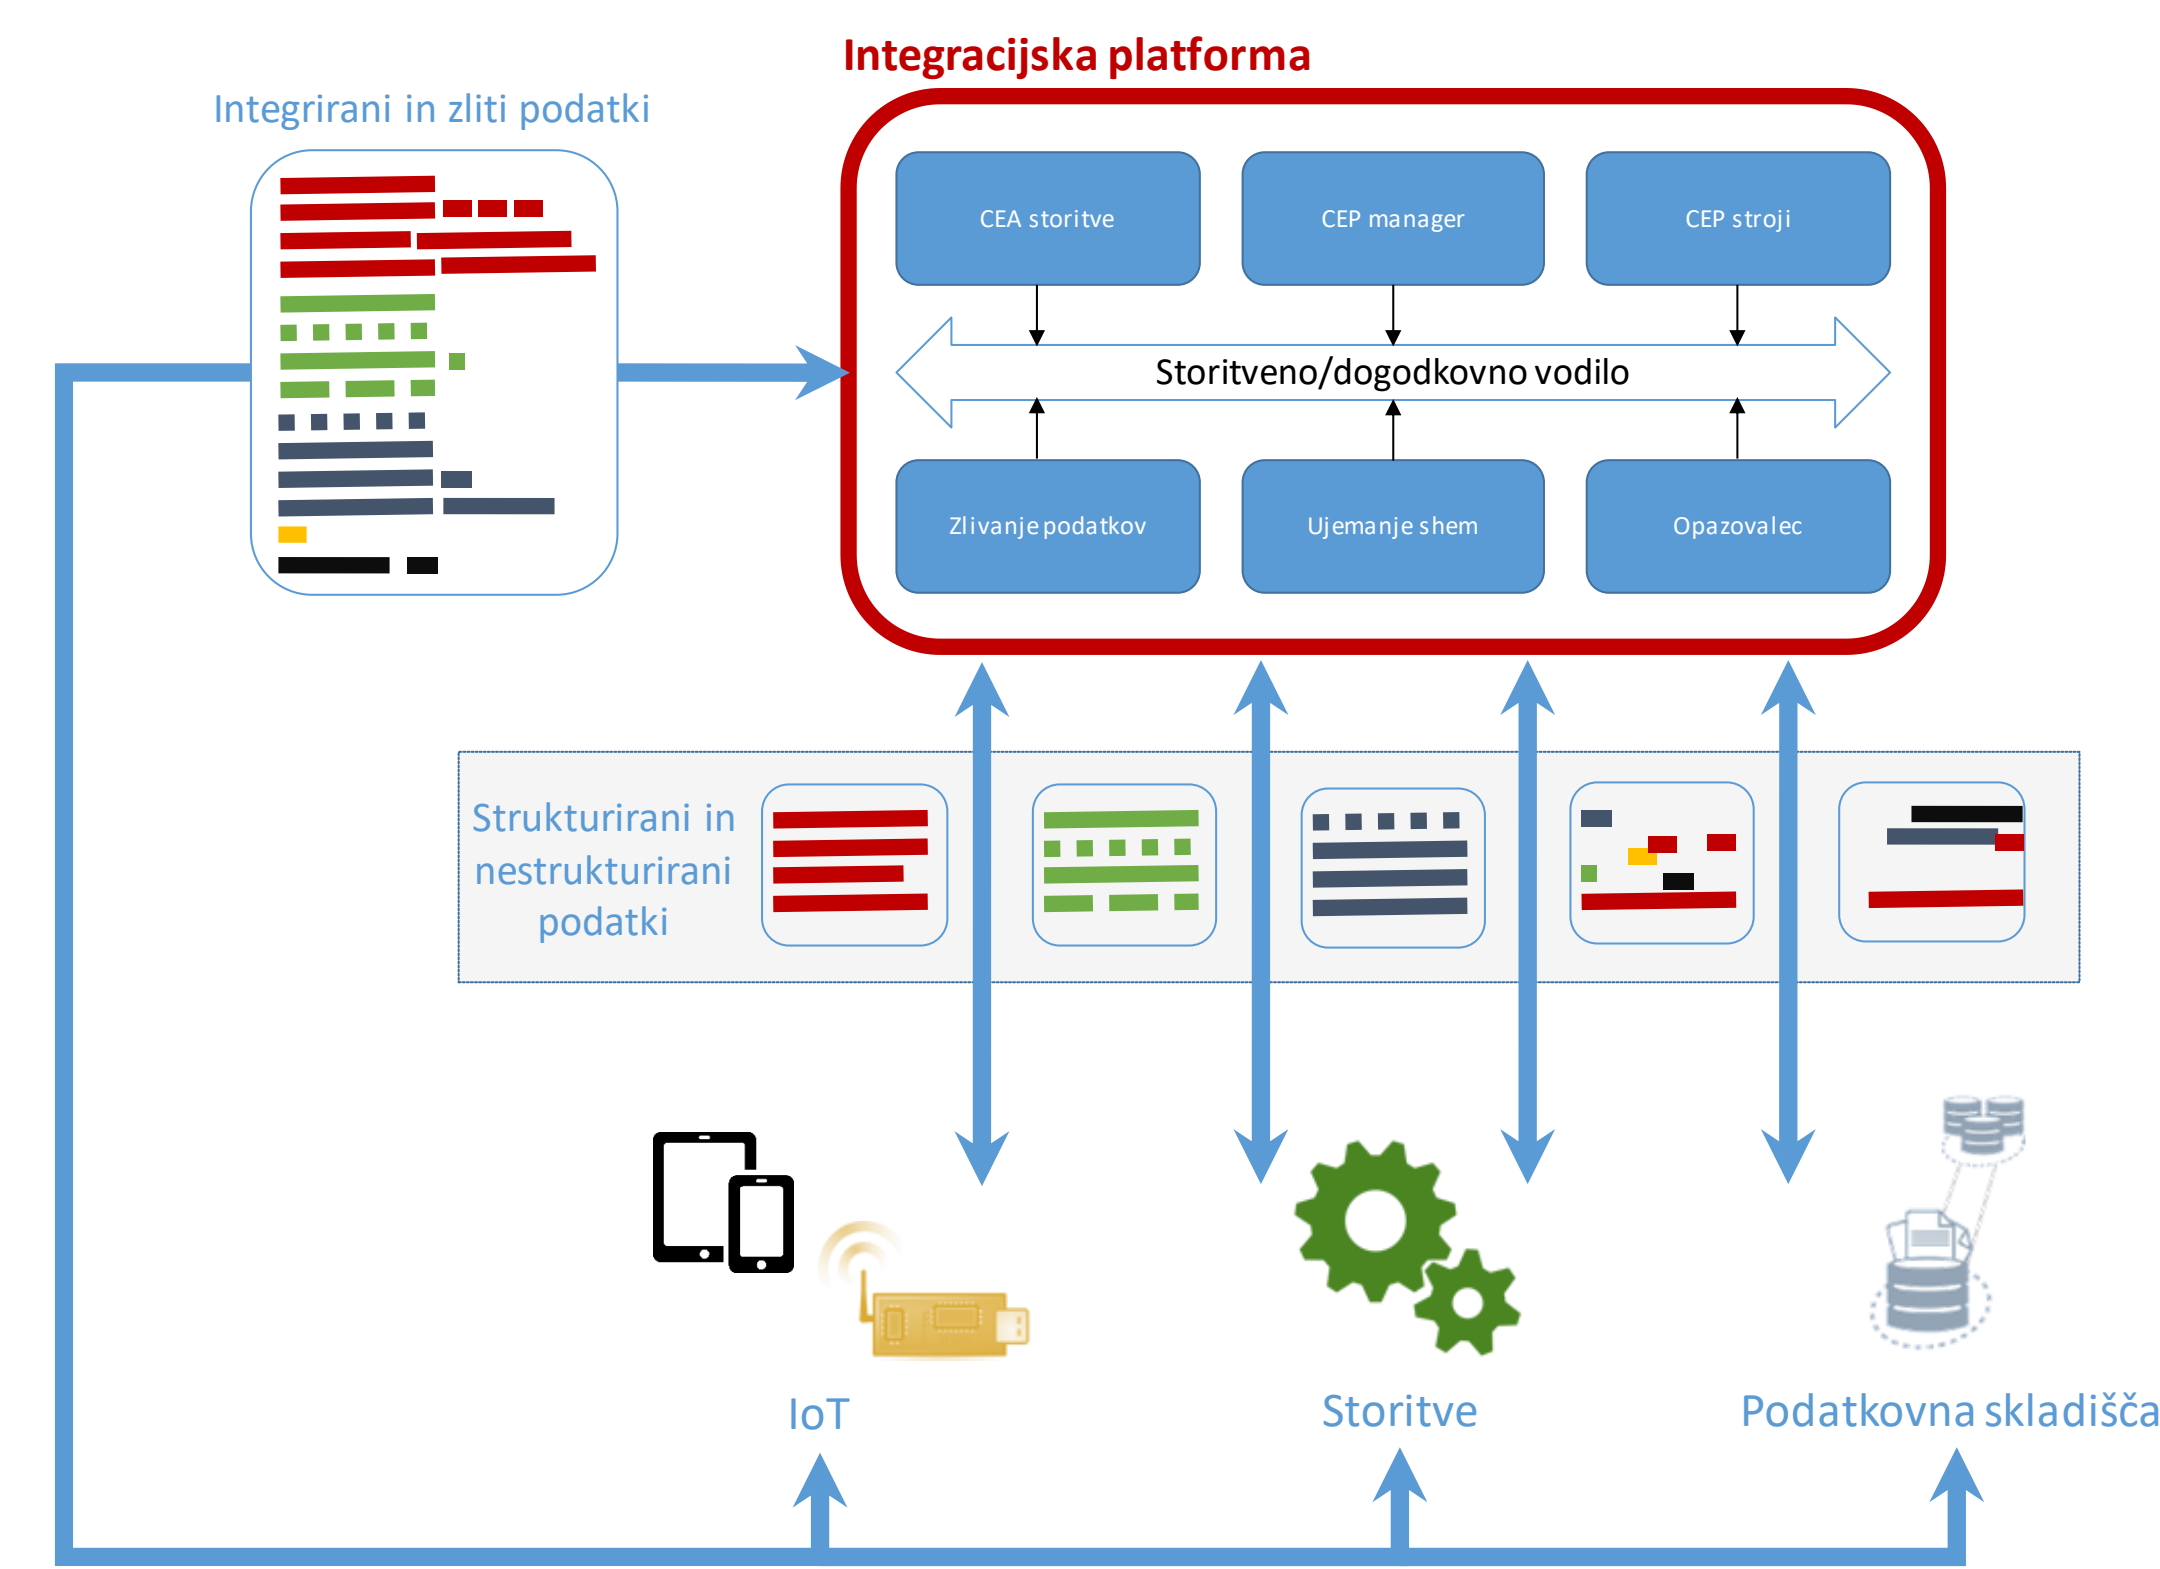 Integracijska platforma
Integrirani in zliti podatki
CEA storitve
CEP manager
CEP stroji
Storitveno/dogodkovno vodilo
Zlivanje podatkov
Ujemanje shem
Opazovalec
Strukturirani in
nestrukturirani
podatki
IoT
Storitve
Podatkovna skladišča